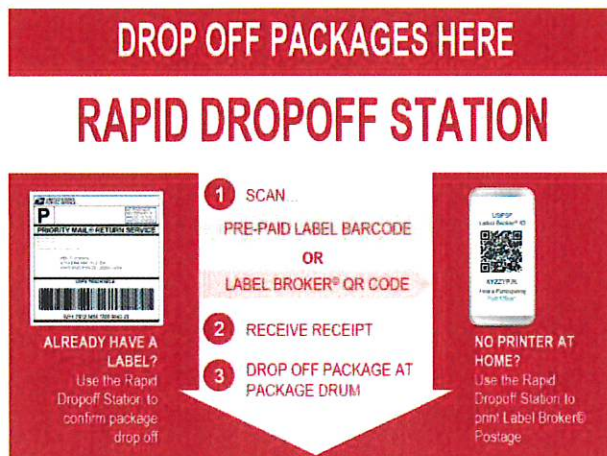 DROP OFF PACKAGES HERE
RAPID DROPOFF STATION
P
PRIORITY MAIL® RETURN SERVICE
ALREADY HAVE A
LABEL?
Use the Rapid
Dropoff Station to
confirm package
drop off
1 SCAN...
PRE-PAID LABEL BARCODE
OR
LABEL BROKER® QR CODE
2 RECEIVE RECEIPT
3 DROP OFF PACKAGE AT
PACKAGE DRUM
Label Broker® ID
NO PRINTER AT
HOME?
Use the Rapid
Dropoff Station to
print Label Broker®
Postage